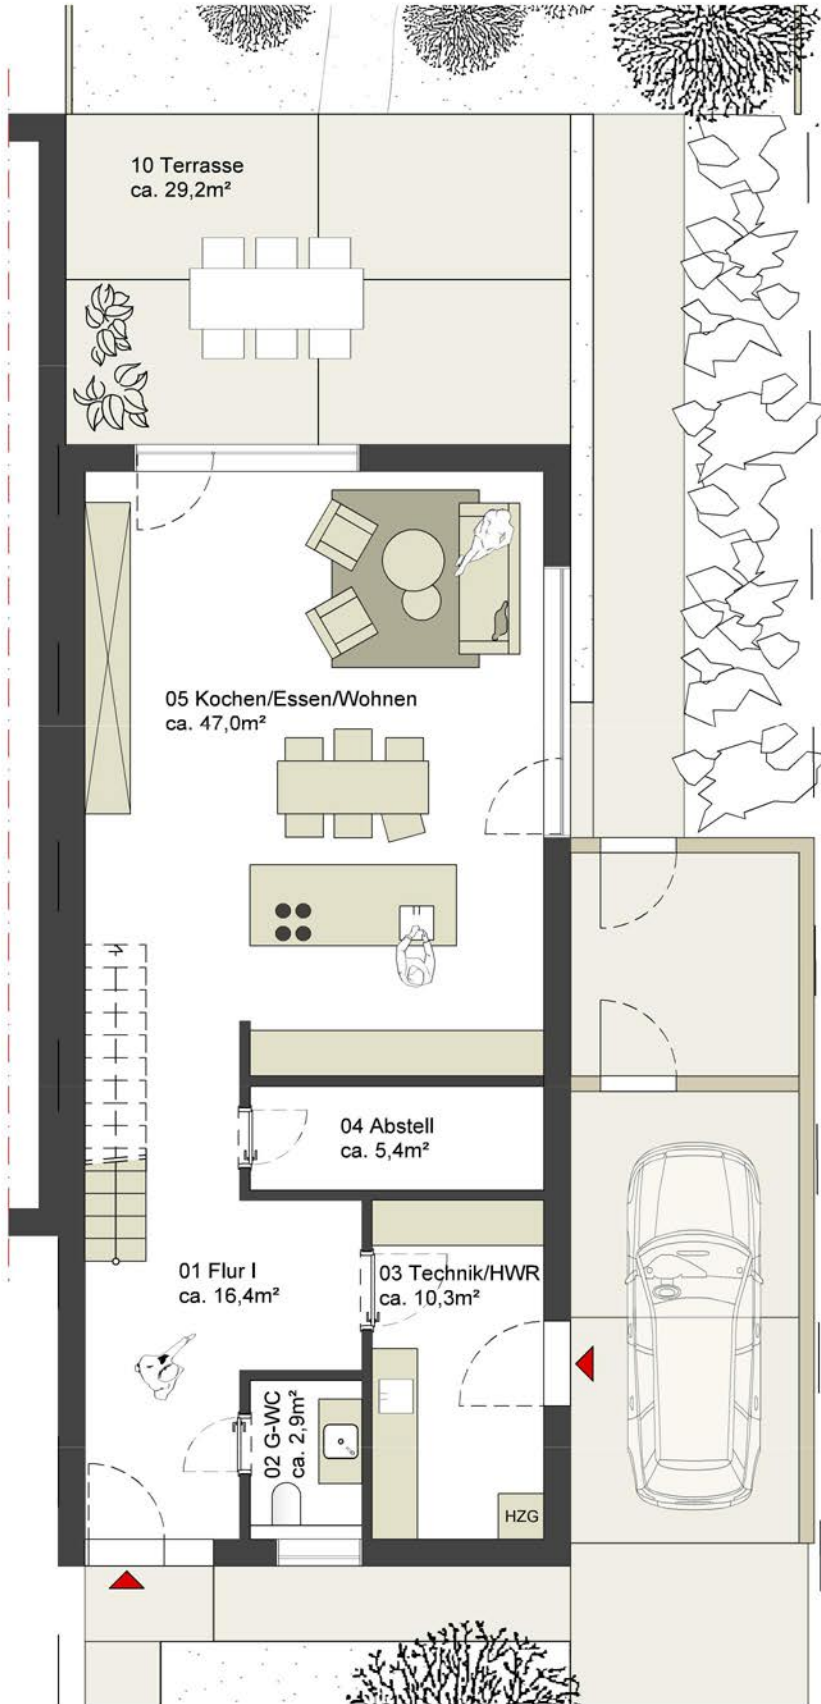 10 Terrasse
ca. 29,2m²
05 Kochen/Essen/Wohnen
ca. 47,0m²
04 Abstell
ca. 5,4m²
01 Flur I
ca. 16,4m²
03 Technik/HWR
ca. 10,3m²
02 G-WC
ca. 2,9m²
HZG